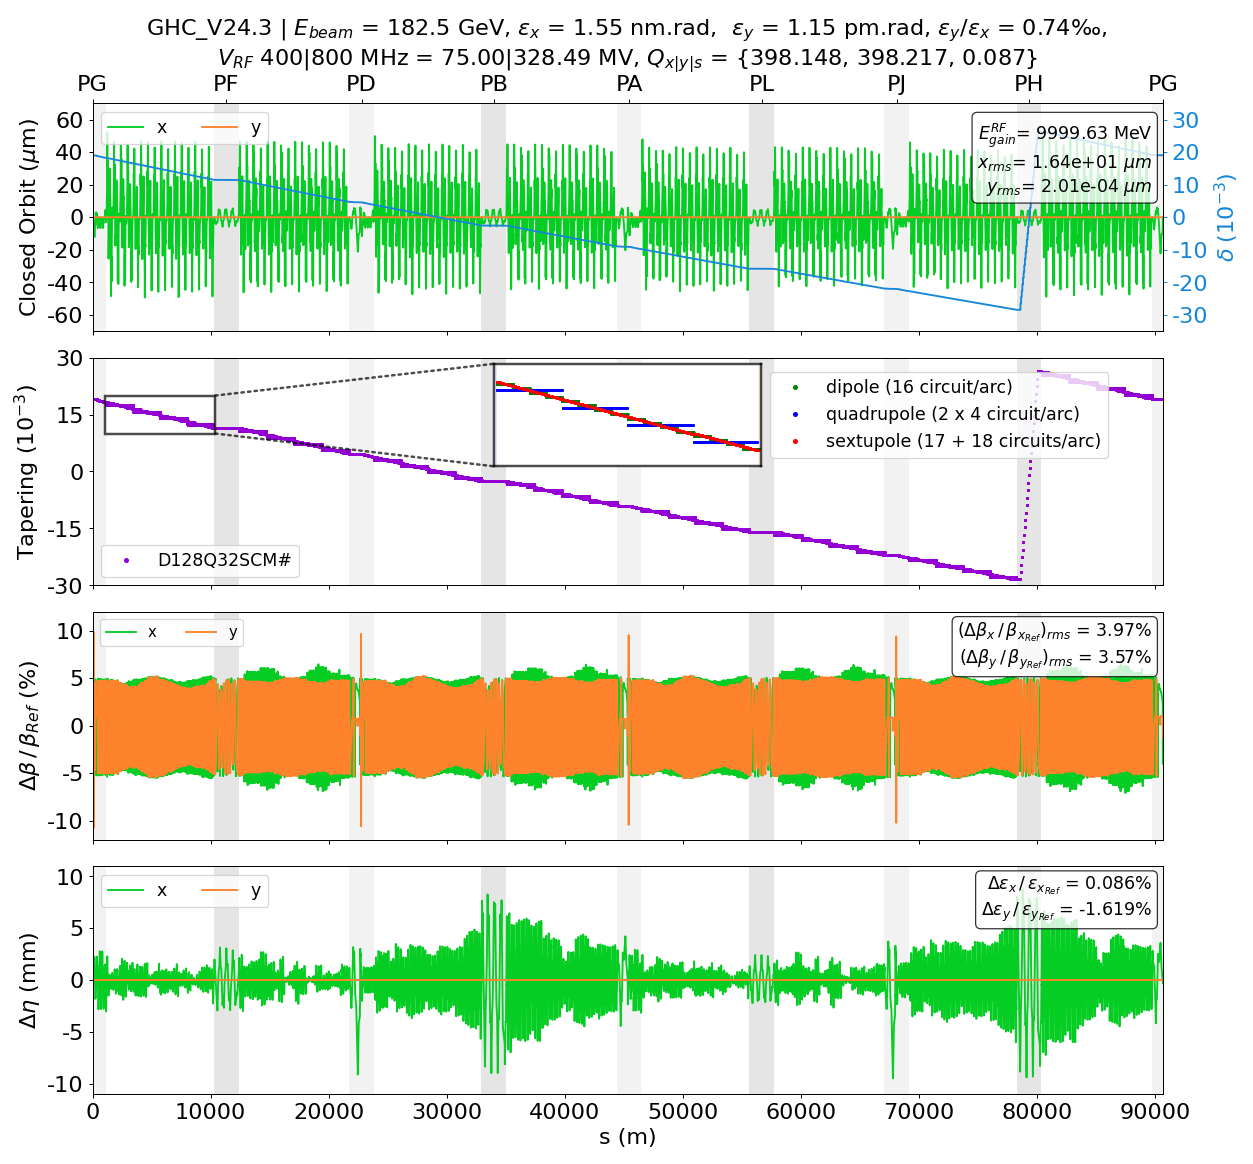 GHC_V24.3 | E_beam = 182.5 GeV, ε_x = 1.55 nm.rad, ε_y = 1.15 pm.rad, ε_y/ε_x = 0.74‰,
V_RF 400|800 MHz = 75.00|328.49 MV, Q_x|y|s = {398.148, 398.217, 0.087}
PG PF PD PB PA PL PJ PH PG
Closed Orbit (μm)
60
40
20
0
-20
-40
-60
x y
E^RF_gain= 9999.63 MeV
x_rms= 1.64e+01 μm
y_rms= 2.01e-04 μm
30
20
10
0
-10
-20
-30
δ (10⁻³)
Tapering (10⁻³)
30
15
0
-15
-30
dipole (16 circuit/arc)
quadrupole (2 x 4 circuit/arc)
sextupole (17 + 18 circuits/arc)
D128Q32SCM#
Δβ / β_Ref (%)
10
5
0
-5
-10
x y
(Δβ_x / β_x_Ref)_rms = 3.97%
(Δβ_y / β_y_Ref)_rms = 3.57%
Δη (mm)
10
5
0
-5
-10
x y
Δε_x / ε_x_Ref = 0.086%
Δε_y / ε_y_Ref = -1.619%
0 10000 20000 30000 40000 50000 60000 70000 80000 90000
s (m)